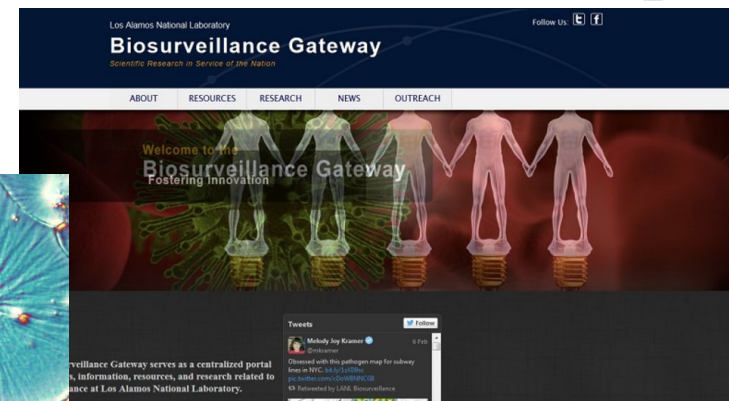 Los Alamos National Laboratory
Follow Us:
Biosurveillance Gateway
Scientific Research in Service of the Nation
ABOUT RESOURCES RESEARCH NEWS OUTREACH
Welcome to the
Biosurveillance Gateway
Fostering Innovation
Tweets
Follow
Melody Joy Kramer
6 Feb
@mkramer
Obsessed with this pathogen map for subway
lines in NYC.
Retweeted by LANL Biosurveillance
rveillance Gateway serves as a centralized portal
s, information, resources, and research related to
ance at Los Alamos National Laboratory.